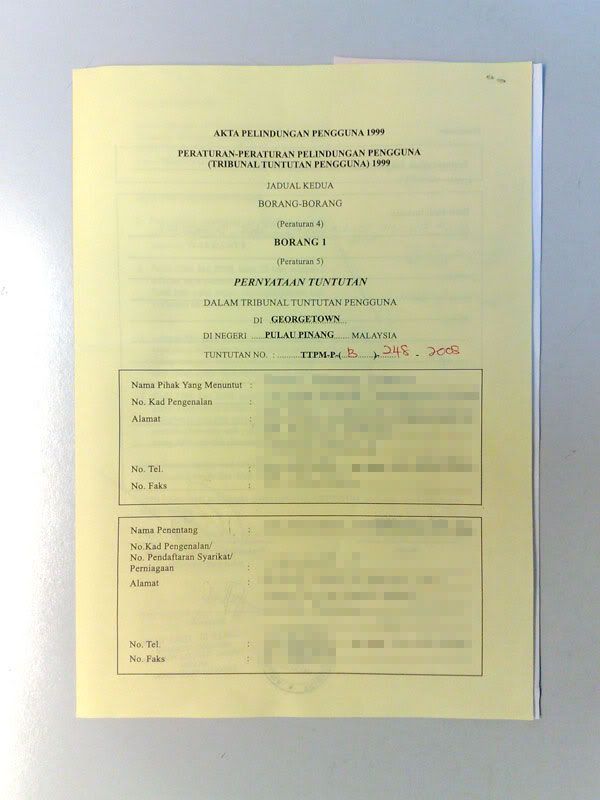 AKTA PELINDUNGAN PENGGUNA 1999
PERATURAN-PERATURAN PELINDUNGAN PENGGUNA
(TRIBUNAL TUNTUTAN PENGGUNA) 1999
JADUAL KEDUA
BORANG-BORANG
(Peraturan 4)
BORANG 1
(Peraturan 5)
PERNYATAAN TUNTUTAN
DALAM TRIBUNAL TUNTUTAN PENGGUNA
DI GEORGETOWN
DI NEGERI PULAU PINANG MALAYSIA
TUNTUTAN NO. : TTPM-P-(B)-248-2008
Nama Pihak Yang Menuntut :
No. Kad Pengenalan :
Alamat :
No. Tel. :
No. Faks :
Nama Penentang :
No.Kad Pengenalan/
No. Pendaftaran Syarikat/
Perniagaan :
Alamat :
No. Tel. :
No. Faks :